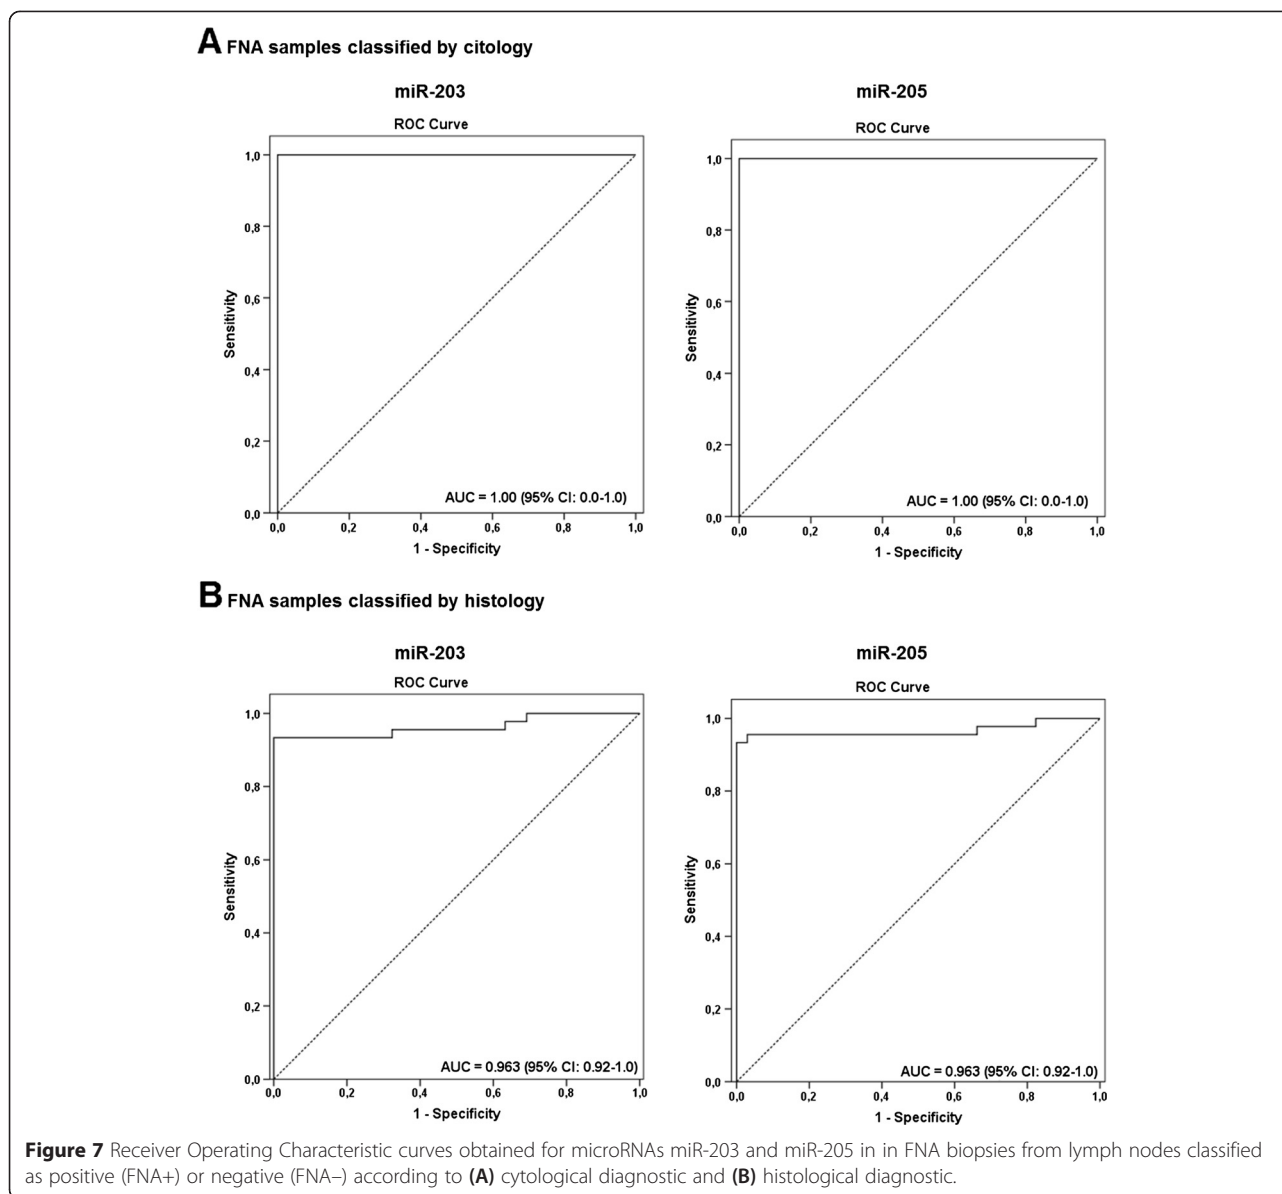 A FNA samples classified by citology
miR-203
miR-205
ROC Curve
ROC Curve
1,0
0,8
0,6
0,4
0,2
0,0
Sensitivity
AUC = 1.00 (95% CI: 0.0-1.0)
0,0 0,2 0,4 0,6 0,8 1,0
1 - Specificity
1,0
0,8
0,6
0,4
0,2
0,0
Sensitivity
AUC = 1.00 (95% CI: 0.0-1.0)
0,0 0,2 0,4 0,6 0,8 1,0
1 - Specificity
B FNA samples classified by histology
miR-203
miR-205
ROC Curve
ROC Curve
1,0
0,8
0,6
0,4
0,2
0,0
Sensitivity
AUC = 0.963 (95% CI: 0.92-1.0)
0,0 0,2 0,4 0,6 0,8 1,0
1 - Specificity
1,0
0,8
0,6
0,4
0,2
0,0
Sensitivity
AUC = 0.963 (95% CI: 0.92-1.0)
0,0 0,2 0,4 0,6 0,8 1,0
1 - Specificity
Figure 7 Receiver Operating Characteristic curves obtained for microRNAs miR-203 and miR-205 in in FNA biopsies from lymph nodes classified
as positive (FNA+) or negative (FNA–) according to (A) cytological diagnostic and (B) histological diagnostic.